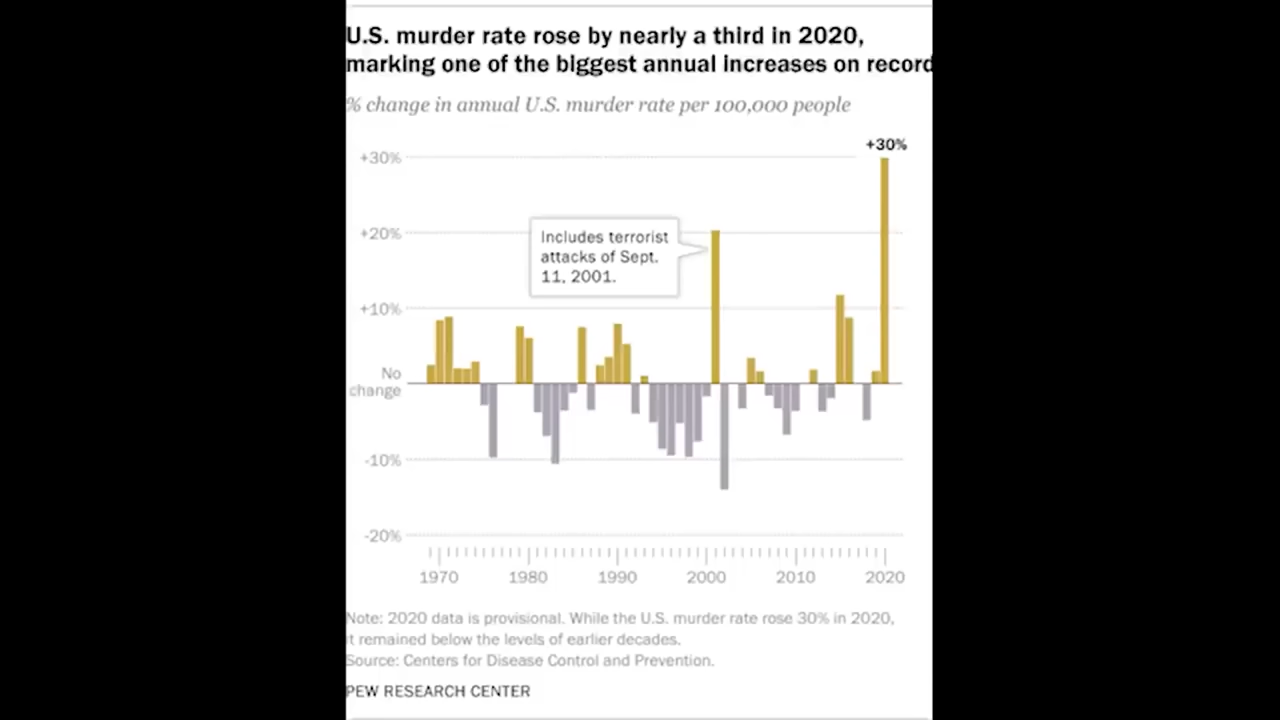 U.S. murder rate rose by nearly a third in 2020,
marking one of the biggest annual increases on record
% change in annual U.S. murder rate per 100,000 people
+30%
+30%
+20%
Includes terrorist
attacks of Sept.
11, 2001.
+10%
No
change
-10%
-20%
1970 1980 1990 2000 2010 2020
Note: 2020 data is provisional. While the U.S. murder rate rose 30% in 2020,
it remained below the levels of earlier decades.
Source: Centers for Disease Control and Prevention.
PEW RESEARCH CENTER